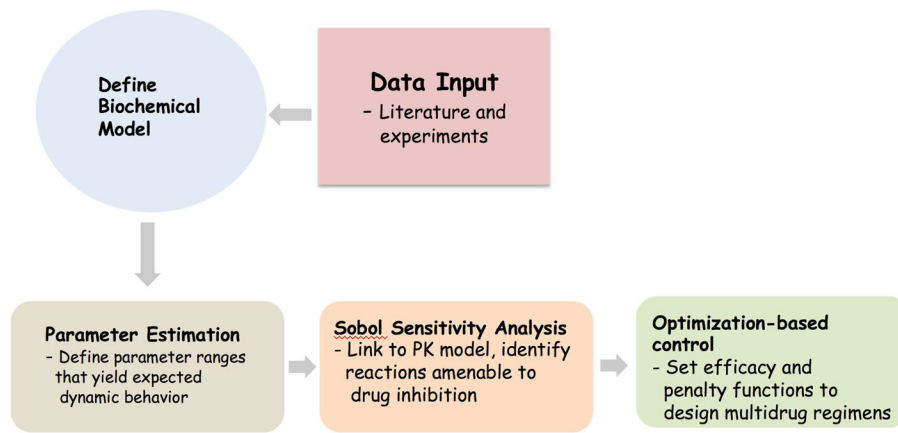 Define
Biochemical
Model
Data Input
- Literature and
experiments
Parameter Estimation
- Define parameter ranges
that yield expected
dynamic behavior
Sobol Sensitivity Analysis
- Link to PK model, identify
reactions amenable to
drug inhibition
Optimization-based
control
- Set efficacy and
penalty functions to
design multidrug regimens